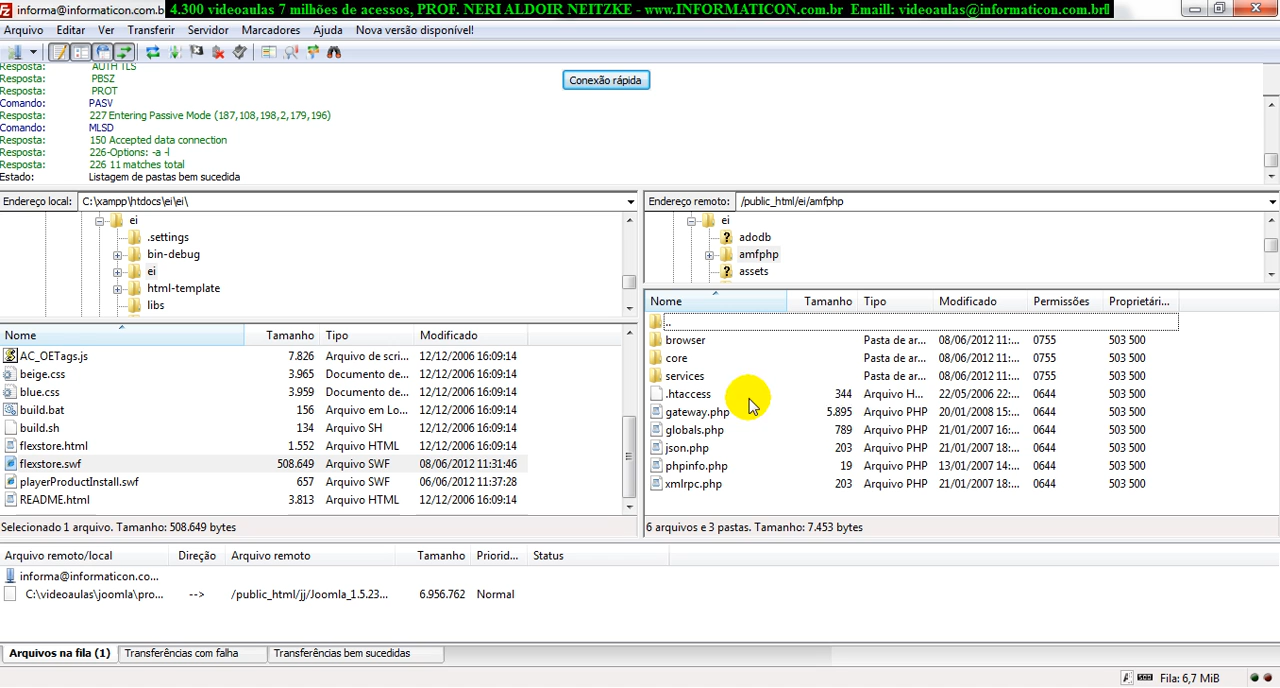 informa@informaticon.com.b 4.300 videoaulas 7 milhões de acessos, PROF. NERI ALDOIR NEITZKE - www.INFORMATICON.com.br Emaill: videoaulas@informaticon.com.br
Arquivo Editar Ver Transferir Servidor Marcadores Ajuda Nova versão disponível!
Conexão rápida
Resposta: AUTH TLS
Resposta: PBSZ
Resposta: PROT
Comando: PASV
Resposta: 227 Entering Passive Mode (187,108,198,2,179,196)
Comando: MLSD
Resposta: 150 Accepted data connection
Resposta: 226-Options: -a -l
Resposta: 226 11 matches total
Estado: Listagem de pastas bem sucedida
Endereço local: C:\xampp\htdocs\ei\ei\
ei
.settings
bin-debug
ei
html-template
libs
Nome Tamanho Tipo Modificado
AC_OETags.js 7.826 Arquivo de scri... 12/12/2006 16:09:14
beige.css 3.965 Documento de... 12/12/2006 16:09:14
blue.css 3.959 Documento de... 12/12/2006 16:09:14
build.bat 156 Arquivo em Lo... 12/12/2006 16:09:14
build.sh 134 Arquivo SH 12/12/2006 16:09:14
flexstore.html 1.552 Arquivo HTML 12/12/2006 16:09:14
flexstore.swf 508.649 Arquivo SWF 08/06/2012 11:31:46
playerProductInstall.swf 657 Arquivo SWF 06/06/2012 11:37:28
README.html 3.813 Arquivo HTML 12/12/2006 16:09:14
Selecionado 1 arquivo. Tamanho: 508.649 bytes
Endereço remoto: /public_html/ei/amfphp
ei
adodb
amfphp
assets
Nome Tamanho Tipo Modificado Permissões Proprietári...
..
browser Pasta de ar... 08/06/2012 11:... 0755 503 500
core Pasta de ar... 08/06/2012 11:... 0755 503 500
services Pasta de ar... 08/06/2012 11:... 0755 503 500
.htaccess 344 Arquivo H... 22/05/2006 22:... 0644 503 500
gateway.php 5.895 Arquivo PHP 20/01/2008 15:... 0644 503 500
globals.php 789 Arquivo PHP 21/01/2007 16:... 0644 503 500
json.php 203 Arquivo PHP 21/01/2007 18:... 0644 503 500
phpinfo.php 19 Arquivo PHP 13/01/2007 14:... 0644 503 500
xmlrpc.php 203 Arquivo PHP 21/01/2007 18:... 0644 503 500
6 arquivos e 3 pastas. Tamanho: 7.453 bytes
Arquivo remoto/local Direção Arquivo remoto Tamanho Priorid... Status
informa@informaticon.co...
C:\videoaulas\joomla\pro... --> /public_html/jj/Joomla_1.5.23... 6.956.762 Normal
Arquivos na fila (1) Transferências com falha Transferências bem sucedidas
Fila: 6,7 MiB